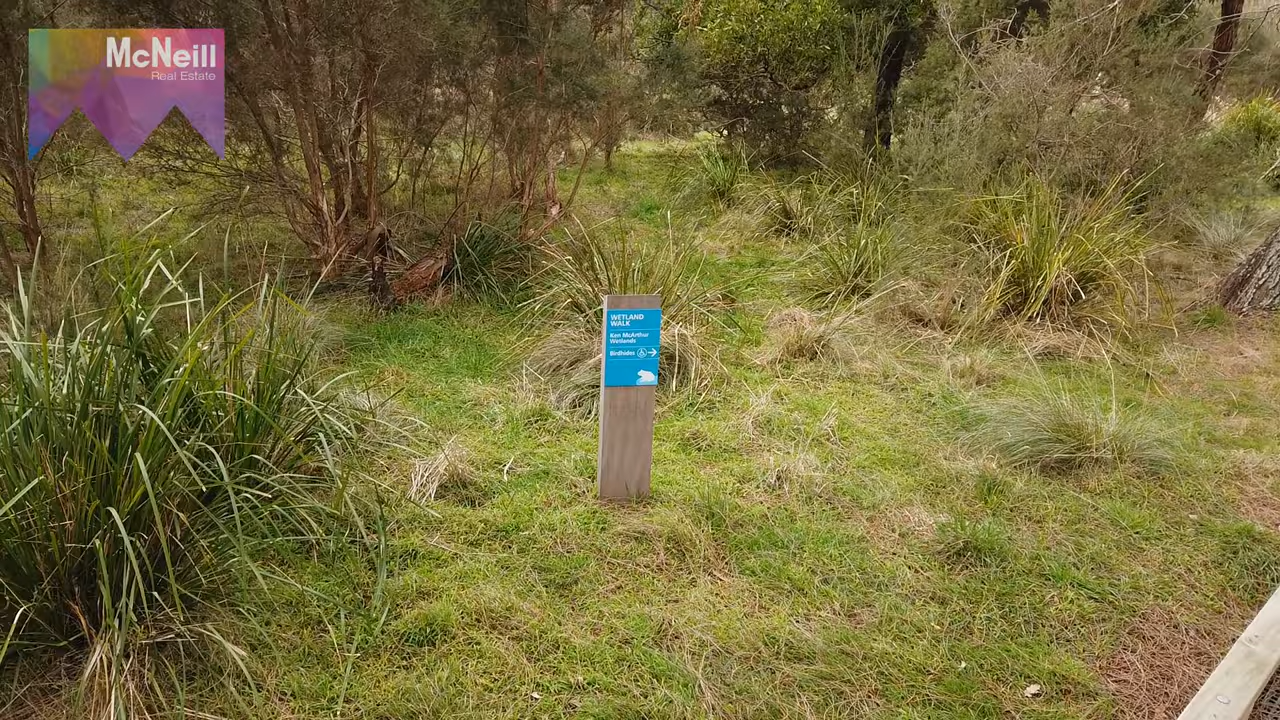 McNeill
Real Estate
WETLAND
WALK
Ken McArthur
Wetlands
Birdhides